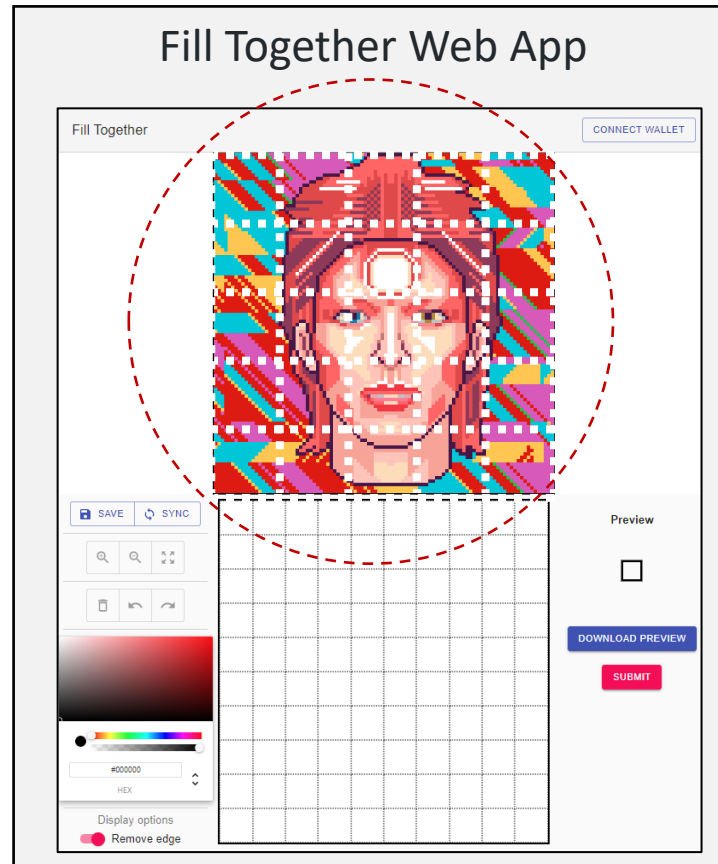 Fill Together Web App
Fill Together
CONNECT WALLET
SAVE
SYNC
Preview
DOWNLOAD PREVIEW
SUBMIT
#000000
HEX
Display options
Remove edge